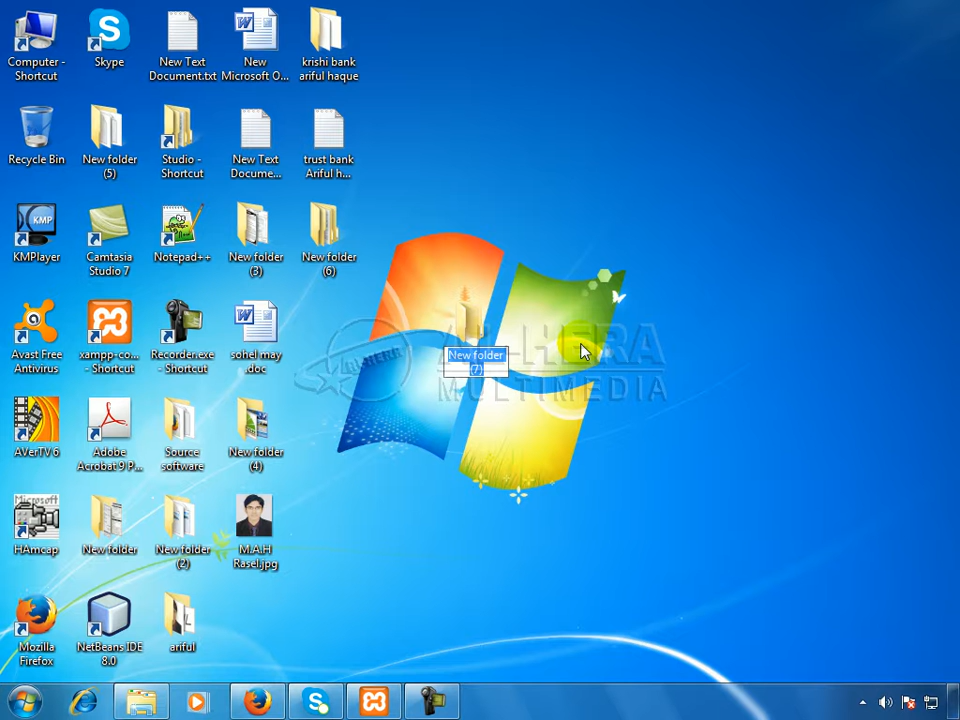 Computer -
Shortcut
Skype
New Text
Document.txt
New
Microsoft O...
krishi bank
ariful haque
Recycle Bin
New folder
(5)
Studio -
Shortcut
New Text
Docume...
trust bank
Ariful h...
KMP
KMPlayer
Camtasia
Studio 7
Notepad++
New folder
(3)
New folder
(6)
Avast Free
Antivirus
xampp-co...
- Shortcut
Recorder.exe
- Shortcut
sohel may
.doc
New folder
(7)
AL-HERA
MULTIMEDIA
AVerTV 6
Adobe
Acrobat 9 P...
Source
software
New folder
(4)
Microsoft
HAmcap
New folder
New folder
(2)
M.A.H
Rasel.jpg
Mozilla
Firefox
NetBeans IDE
8.0
ariful